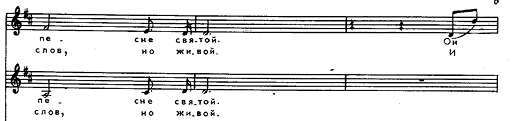 пе - сне свя-той. Он
слов, но жи-вой. И
пе - сне свя-той.
слов, но жи-вой.